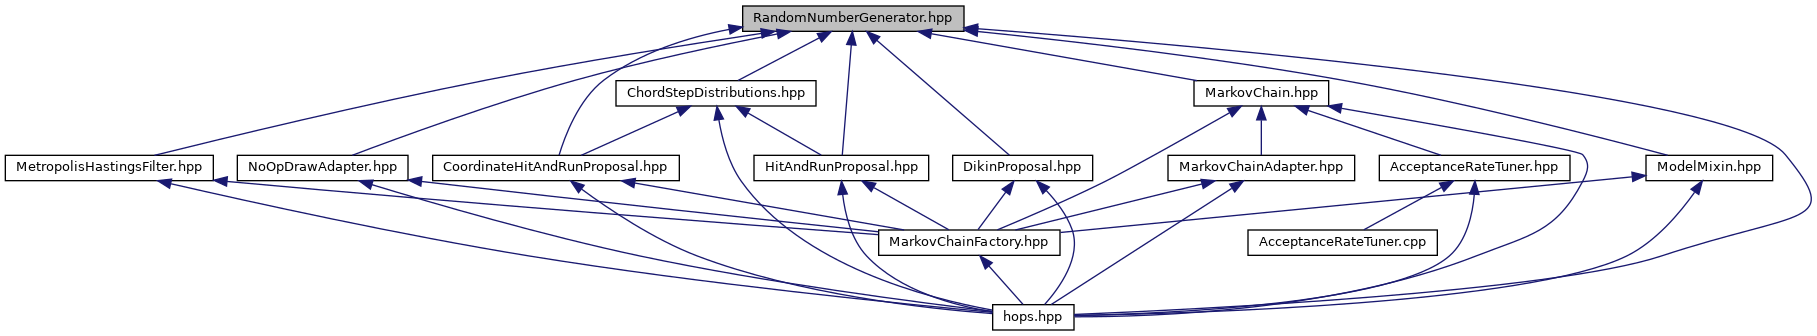 RandomNumberGenerator.hpp
ChordStepDistributions.hpp
MarkovChain.hpp
MetropolisHastingsFilter.hpp
NoOpDrawAdapter.hpp
CoordinateHitAndRunProposal.hpp
HitAndRunProposal.hpp
DikinProposal.hpp
MarkovChainAdapter.hpp
AcceptanceRateTuner.hpp
ModelMixin.hpp
MarkovChainFactory.hpp
AcceptanceRateTuner.cpp
hops.hpp